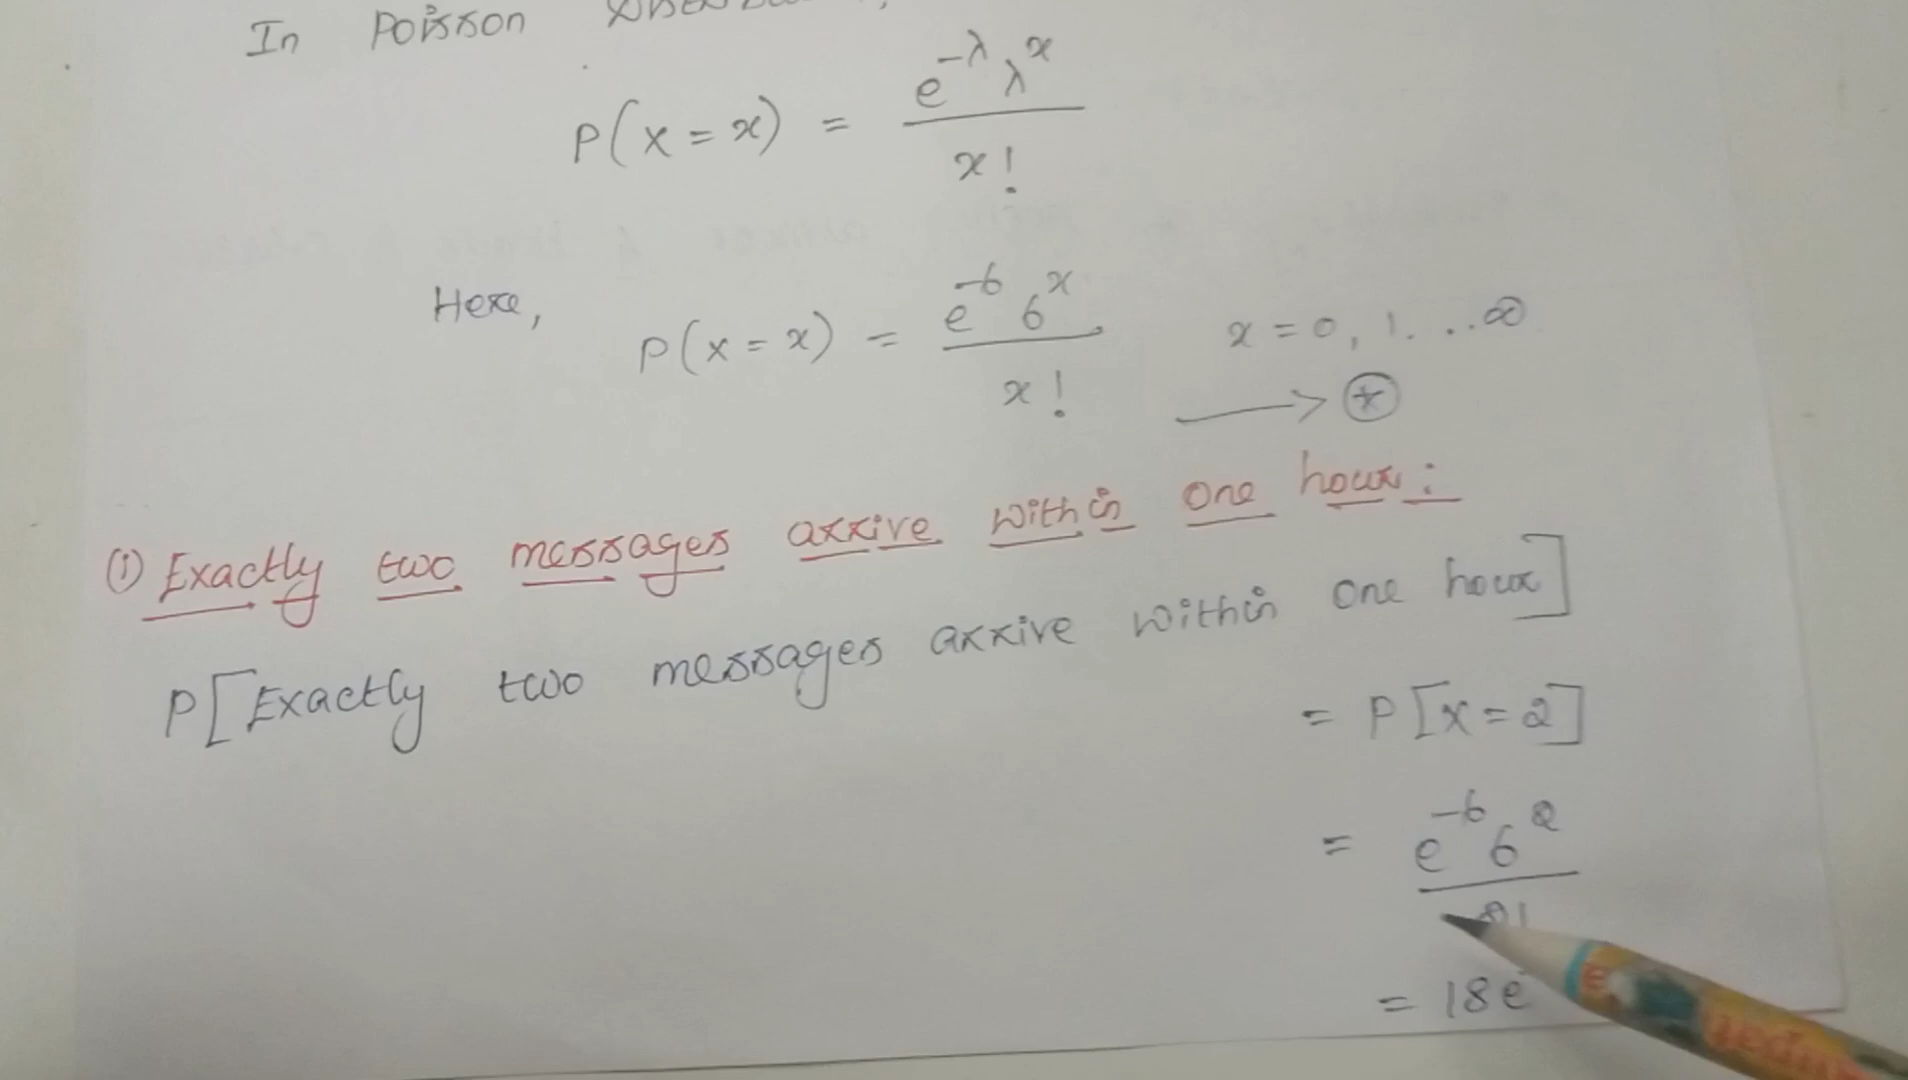 In Poisson
P(X = x) = e^{-λ} λ^x / x!
Here,
P(X = x) = e^{-6} 6^x / x! x = 0, 1. ..∞
⟶ ⊛
(i) Exactly two messages arrive within one hour:
P[Exactly two messages arrive within one hour]
= P[X = 2]
= e^{-6} 6^2 / 2!
= 18e